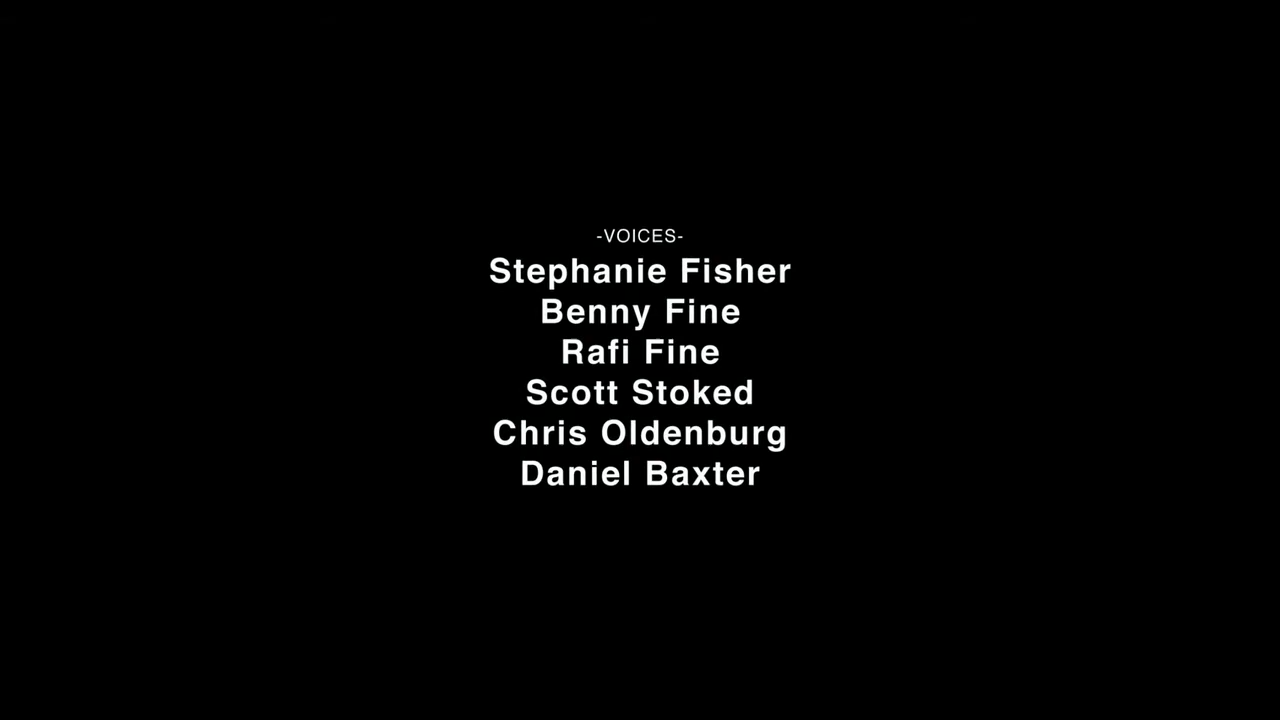 -VOICES-
Stephanie Fisher
Benny Fine
Rafi Fine
Scott Stoked
Chris Oldenburg
Daniel Baxter